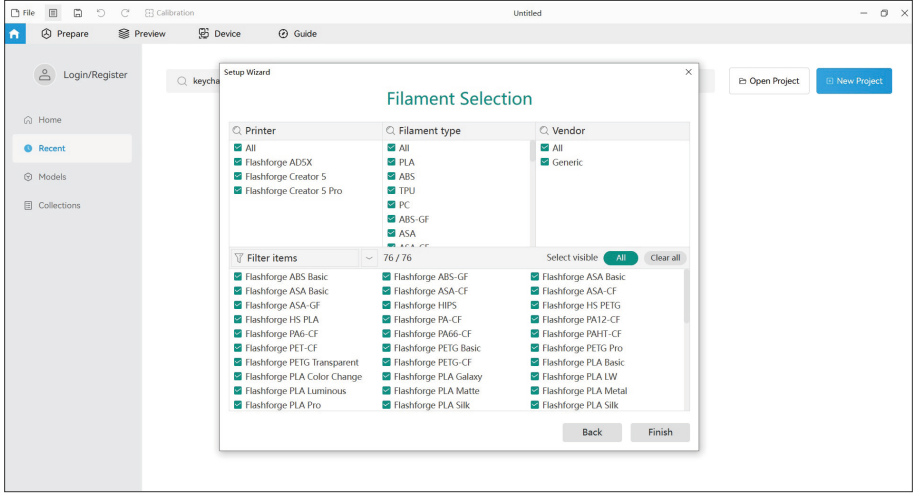 File
Calibration
Untitled
Prepare
Preview
Device
Guide
Login/Register
Home
Recent
Models
Collections
keycha
Open Project
New Project
Setup Wizard
Filament Selection
Printer
All
Flashforge AD5X
Flashforge Creator 5
Flashforge Creator 5 Pro
Filament type
All
PLA
ABS
TPU
PC
ABS-GF
ASA
Vendor
All
Generic
Filter items
76 / 76
Select visible
All
Clear all
Flashforge ABS Basic Flashforge ABS-GF Flashforge ASA Basic
Flashforge ASA Basic Flashforge ASA-CF Flashforge ASA-CF
Flashforge ASA-GF Flashforge HIPS Flashforge HS PETG
Flashforge HS PLA Flashforge PA-CF Flashforge PA12-CF
Flashforge PA6-CF Flashforge PA66-CF Flashforge PAHT-CF
Flashforge PET-CF Flashforge PETG Basic Flashforge PETG Pro
Flashforge PETG Transparent Flashforge PETG-CF Flashforge PLA Basic
Flashforge PLA Color Change Flashforge PLA Galaxy Flashforge PLA LW
Flashforge PLA Luminous Flashforge PLA Matte Flashforge PLA Metal
Flashforge PLA Pro Flashforge PLA Silk Flashforge PLA Silk
Back
Finish